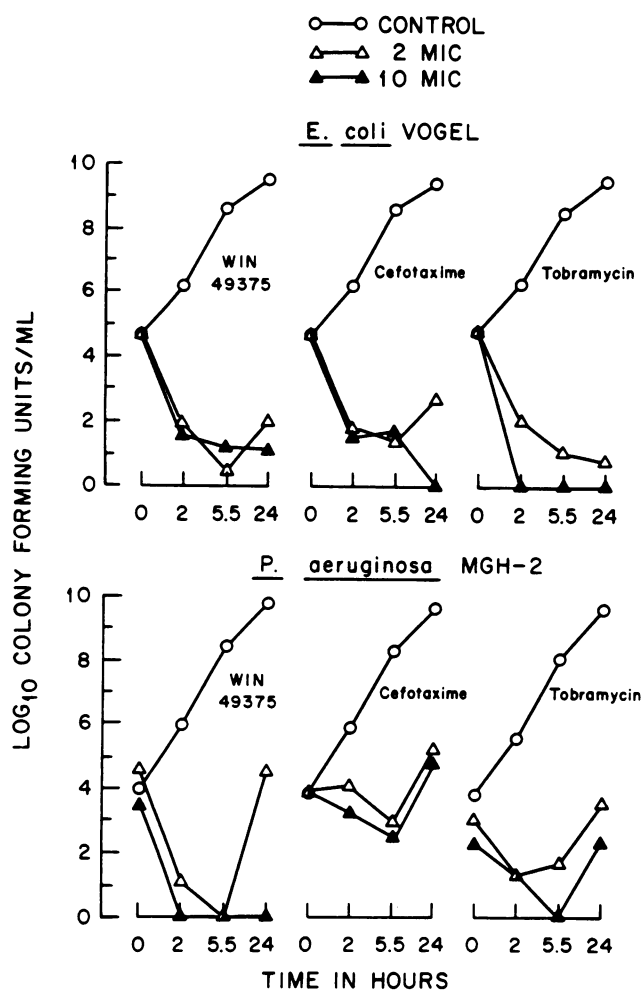 CONTROL
2 MIC
10 MIC
E. coli VOGEL
LOG10 COLONY FORMING UNITS/ML
10
8
6
4
2
0
WIN
49375
Cefotaxime
Tobramycin
0 2 5.5 24
0 2 5.5 24
0 2 5.5 24
P. aeruginosa MGH-2
10
8
6
4
2
0
WIN
49375
Cefotaxime
Tobramycin
0 2 5.5 24
0 2 5.5 24
0 2 5.5 24
TIME IN HOURS